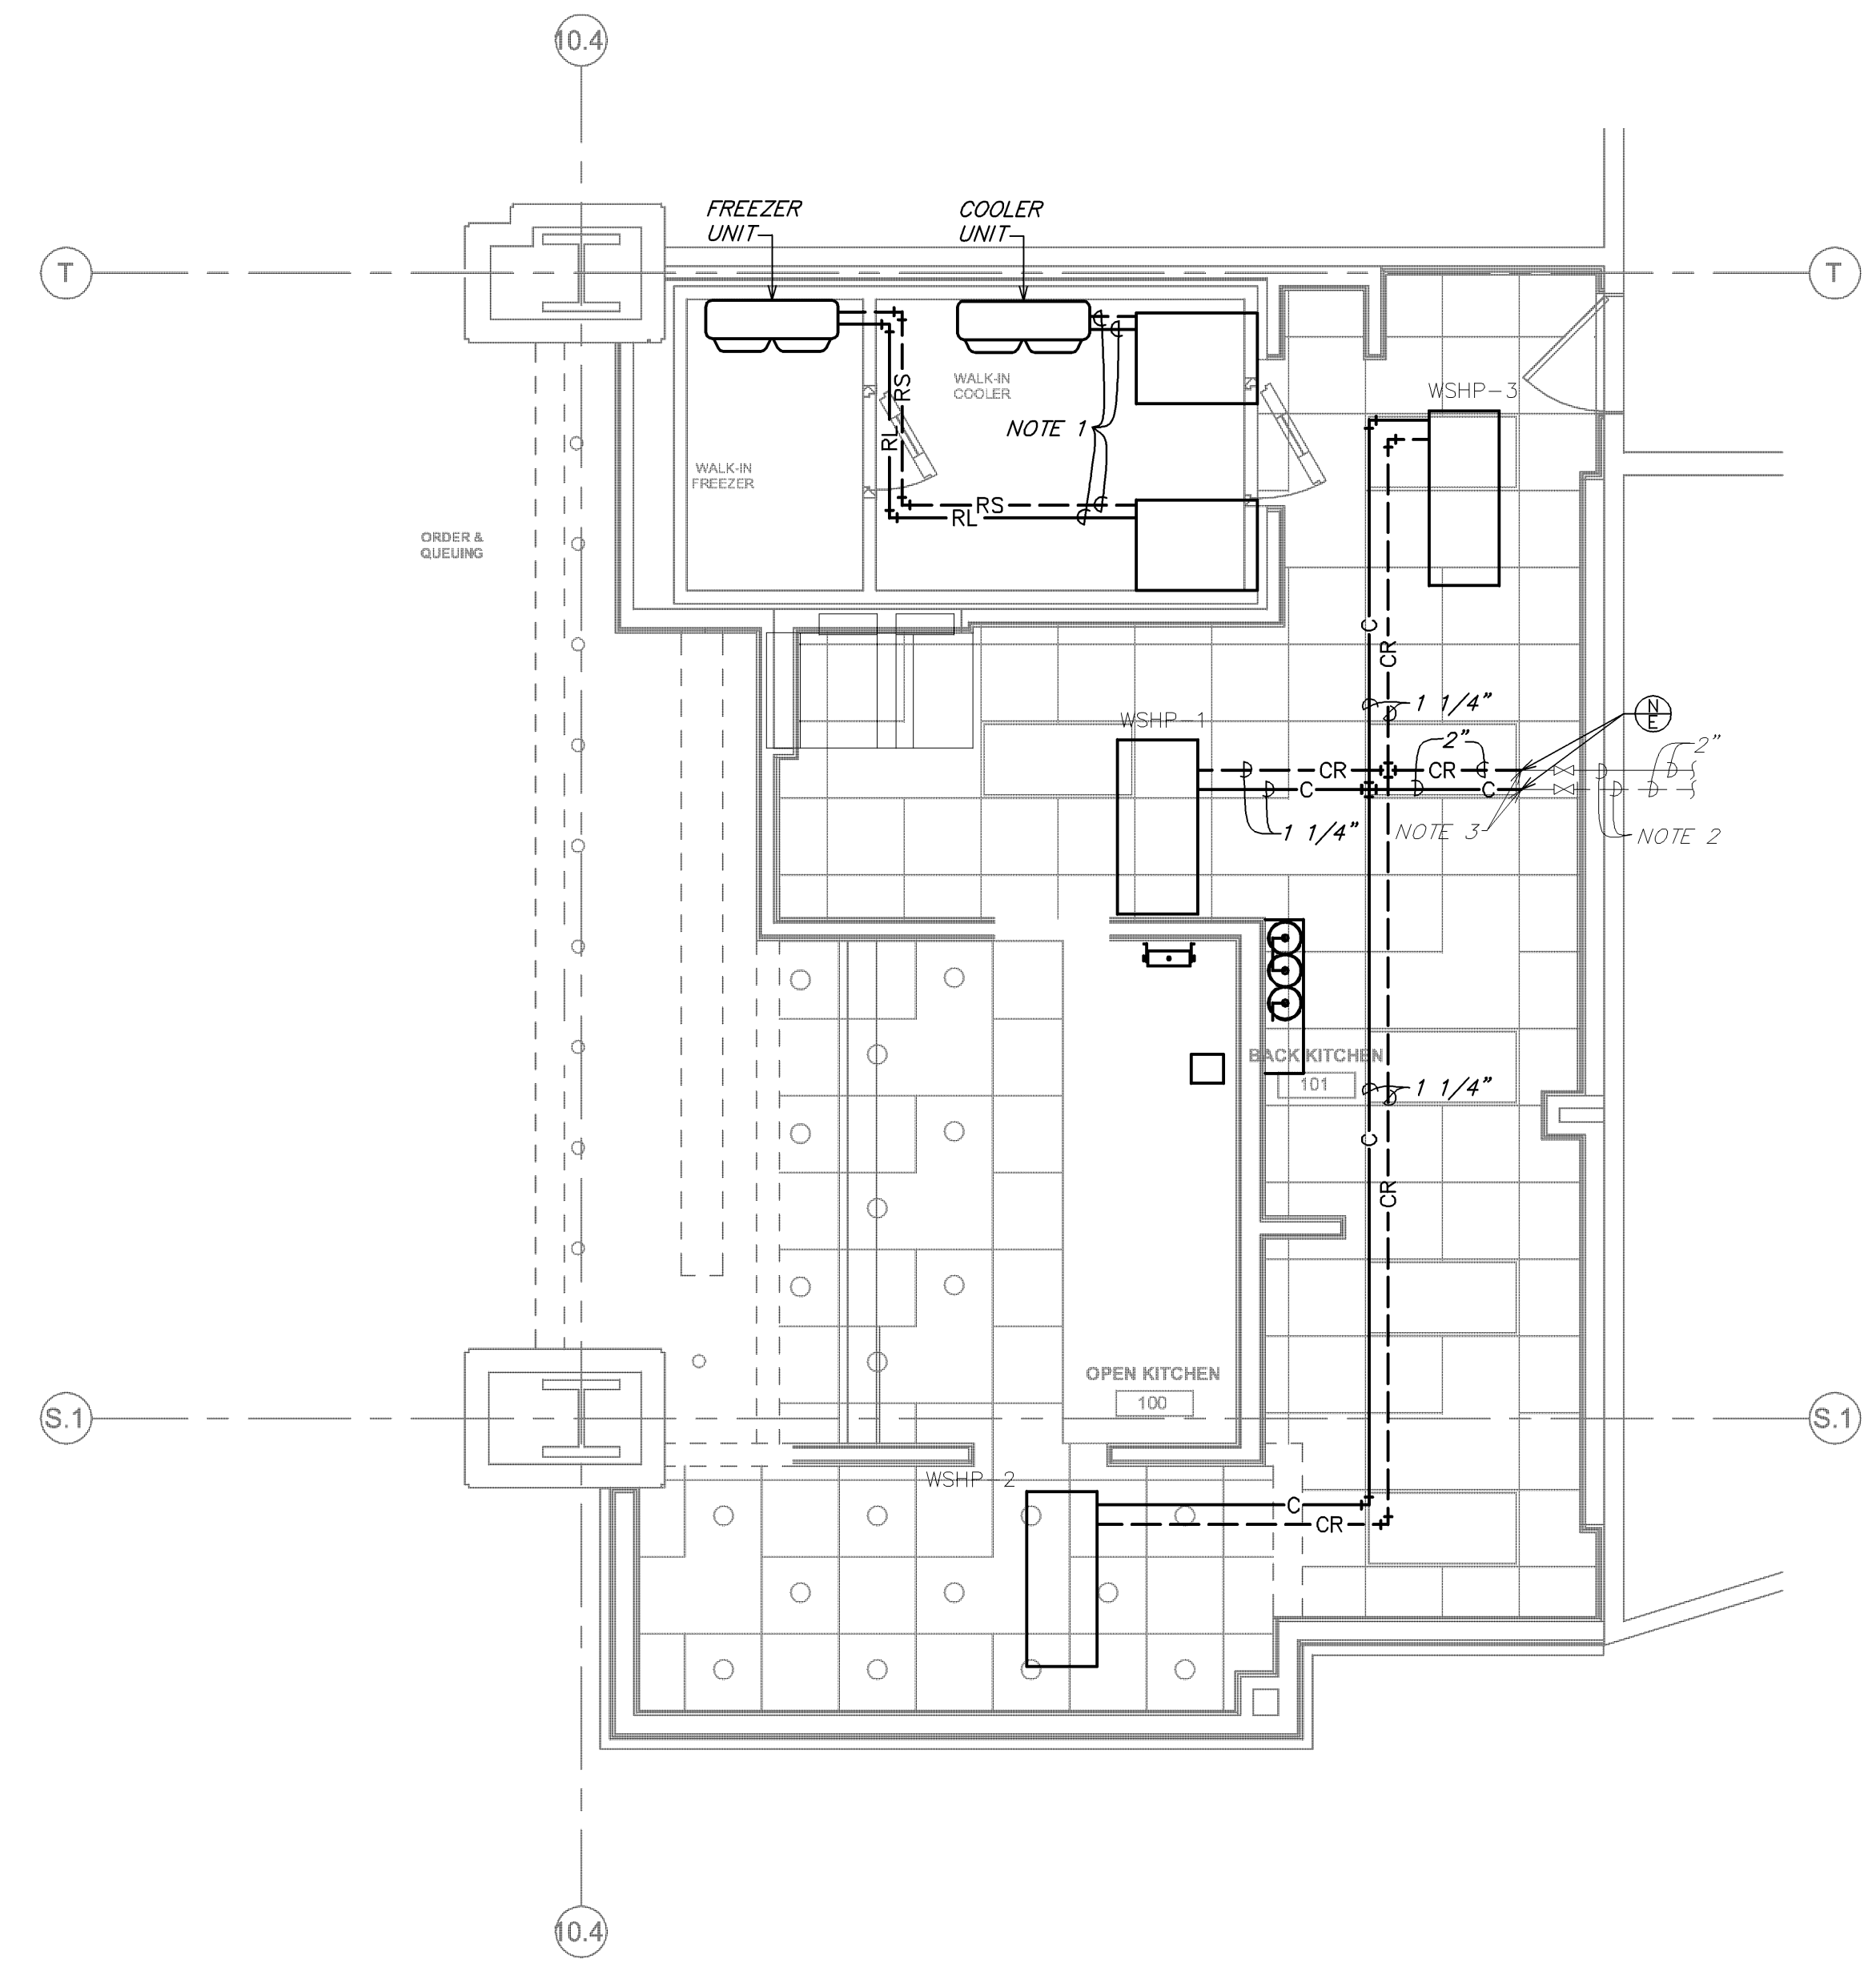 10.4
FREEZER
UNIT
COOLER
UNIT
T
T
WALK-IN
COOLER
RS
WSHP-3
NOTE 1
RL
WALK-IN
FREEZER
RS
RL
ORDER &
QUEUING
C
CR
1 1/4"
N
E
WSHP-1
2"
2"
CR
CR
C
C
1 1/4"
NOTE 3
NOTE 2
BACK KITCHEN
101
1 1/4"
C
CR
OPEN KITCHEN
100
S.1
S.1
WSHP-2
C
CR
10.4